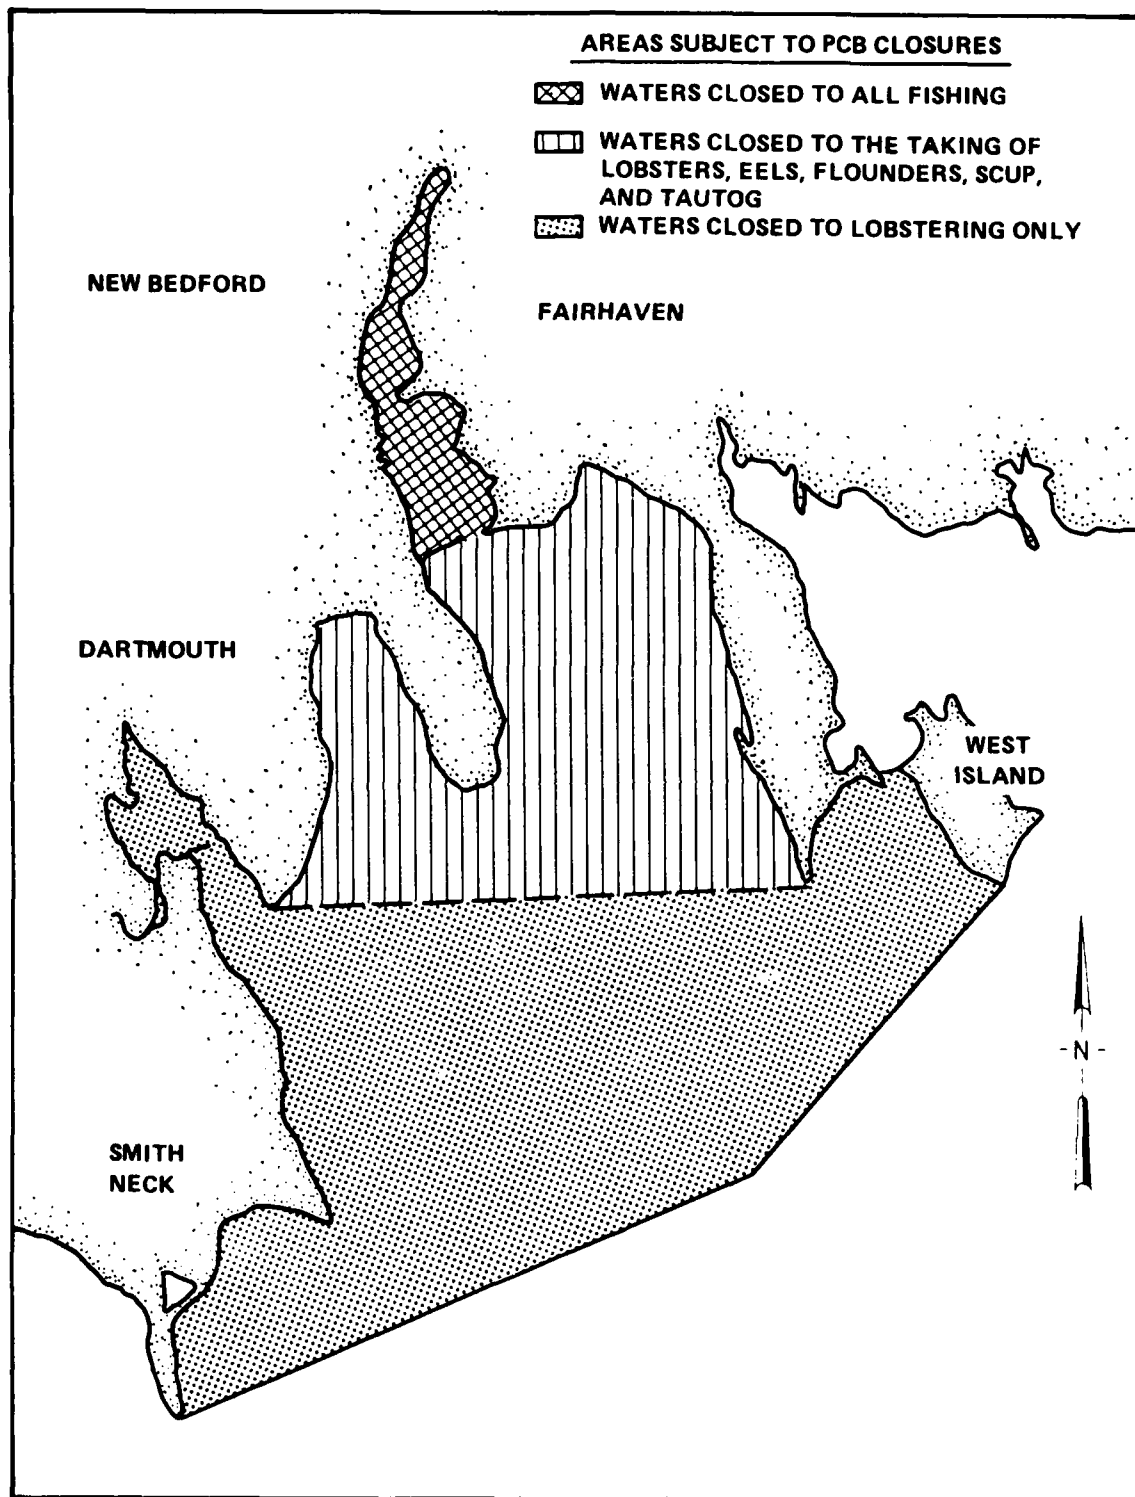 AREAS SUBJECT TO PCB CLOSURES
WATERS CLOSED TO ALL FISHING
WATERS CLOSED TO THE TAKING OF
LOBSTERS, EELS, FLOUNDERS, SCUP,
AND TAUTOG
WATERS CLOSED TO LOBSTERING ONLY
NEW BEDFORD
FAIRHAVEN
DARTMOUTH
WEST
ISLAND
-N-
SMITH
NECK